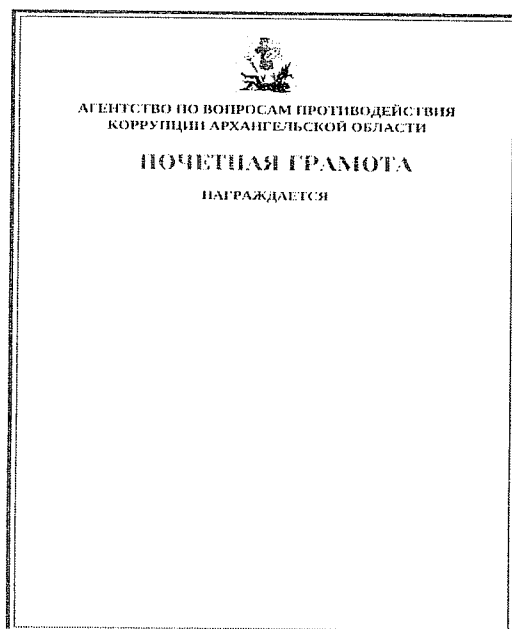 АГЕНТСТВО ПО ВОПРОСАМ ПРОТИВОДЕЙСТВИЯ
КОРРУПЦИИ АРХАНГЕЛЬСКОЙ ОБЛАСТИ
ПОЧЕТНАЯ ГРАМОТА
НАГРАЖДАЕТСЯ